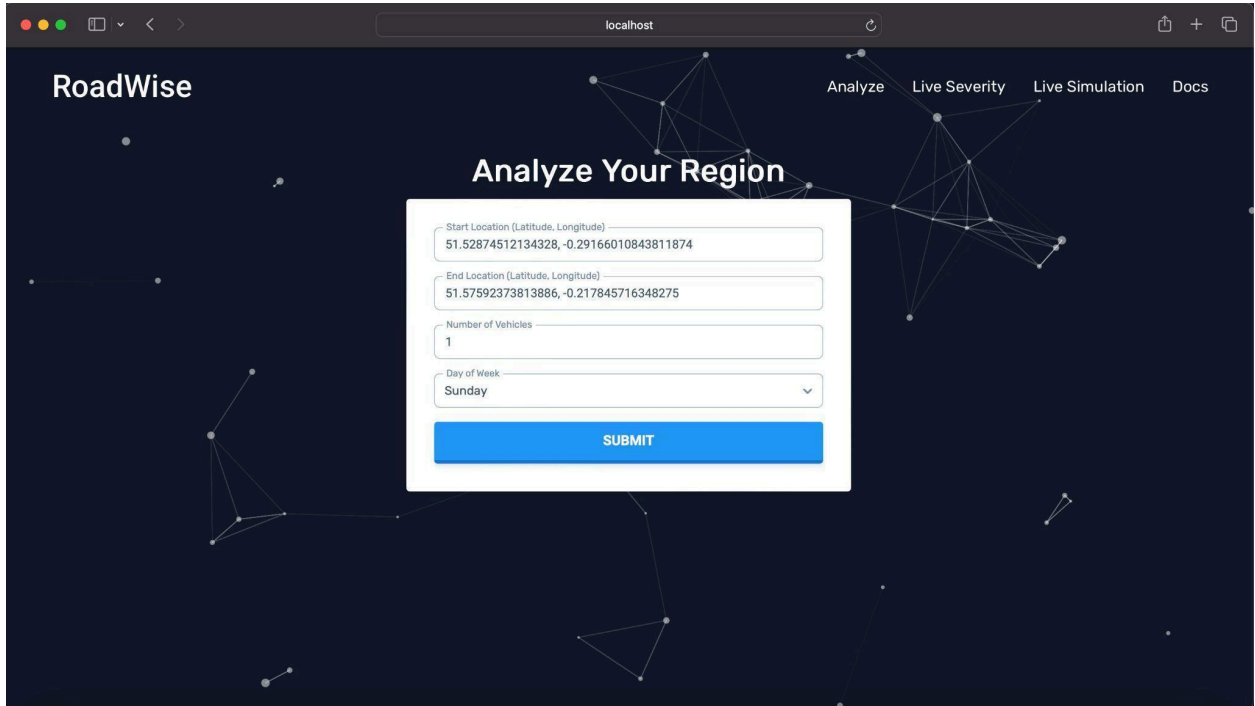 localhost
RoadWise
Analyze Live Severity Live Simulation Docs
Analyze Your Region
Start Location (Latitude, Longitude)
51.52874512134328, -0.29166010843811874
End Location (Latitude, Longitude)
51.57592373813886, -0.217845716348275
Number of Vehicles
1
Day of Week
Sunday
SUBMIT